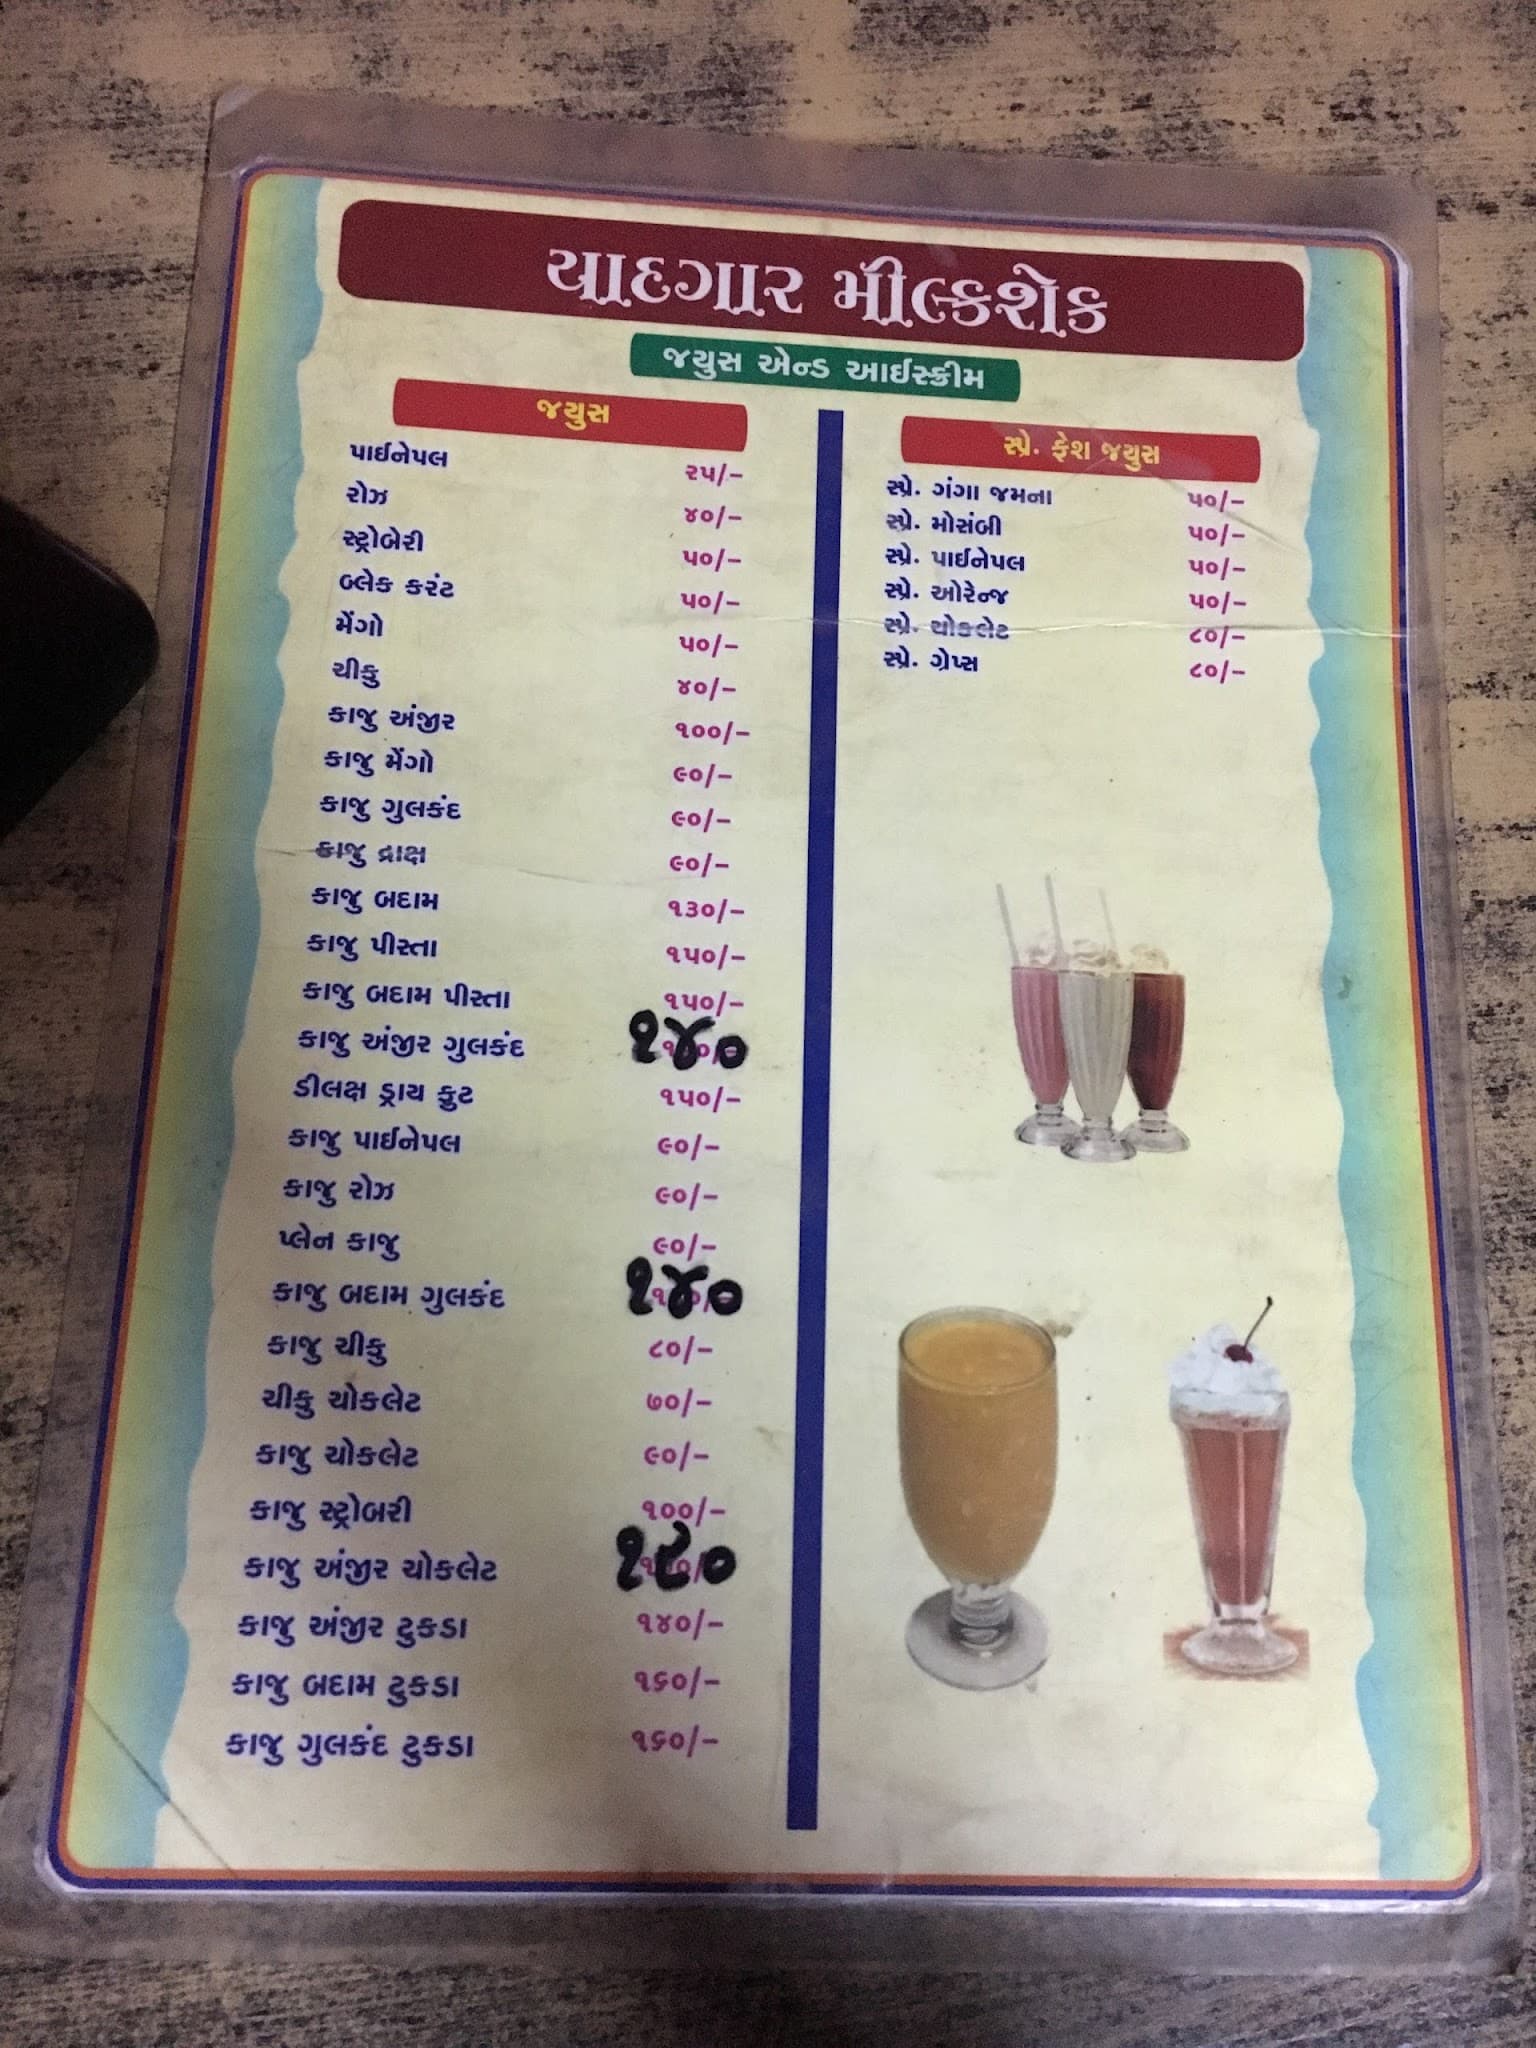 યાદગાર મીલ્કશેક
જયુસ એન્ડ આઈસ્ક્રીમ
જયુસ
પાઈનેપલ ૨૫/-
રોઝ ૪૦/-
સ્ટ્રોબેરી ૫૦/-
બ્લેક કરંટ ૫૦/-
મેંગો ૫૦/-
ચીકુ ૪૦/-
કાજુ અંજીર ૧૦૦/-
કાજુ મેંગો ૯૦/-
કાજુ ગુલકંદ ૯૦/-
કાજુ દ્રાક્ષ ૯૦/-
કાજુ બદામ ૧૩૦/-
કાજુ પીસ્તા ૧૫૦/-
કાજુ બદામ પીસ્તા ૧૫૦/-
કાજુ અંજીર ગુલકંદ ૧૪૦
ડીલક્ષ ડ્રાય ફ્રુટ ૧૫૦/-
કાજુ પાઈનેપલ ૯૦/-
કાજુ રોઝ ૯૦/-
પ્લેન કાજુ ૯૦/-
કાજુ બદામ ગુલકંદ ૧૪૦
કાજુ ચીકુ ૮૦/-
ચીકુ ચોકલેટ ૭૦/-
કાજુ ચોકલેટ ૯૦/-
કાજુ સ્ટ્રોબરી ૧૦૦/-
કાજુ અંજીર ચોકલેટ
કાજુ અંજીર ટુકડા ૧૪૦/-
કાજુ બદામ ટુકડા ૧૬૦/-
કાજુ ગુલકંદ ટુકડા ૧૬૦/-
સ્પ્રે. ફ્રેશ જયુસ
સ્પ્રે. ગંગા જમના ૫૦/-
સ્પ્રે. મોસંબી ૫૦/-
સ્પ્રે. પાઈનેપલ ૫૦/-
સ્પ્રે. ઓરેન્જ ૫૦/-
સ્પ્રે. ચોકલેટ ૮૦/-
સ્પ્રે. ગ્રેપ્સ ૮૦/-